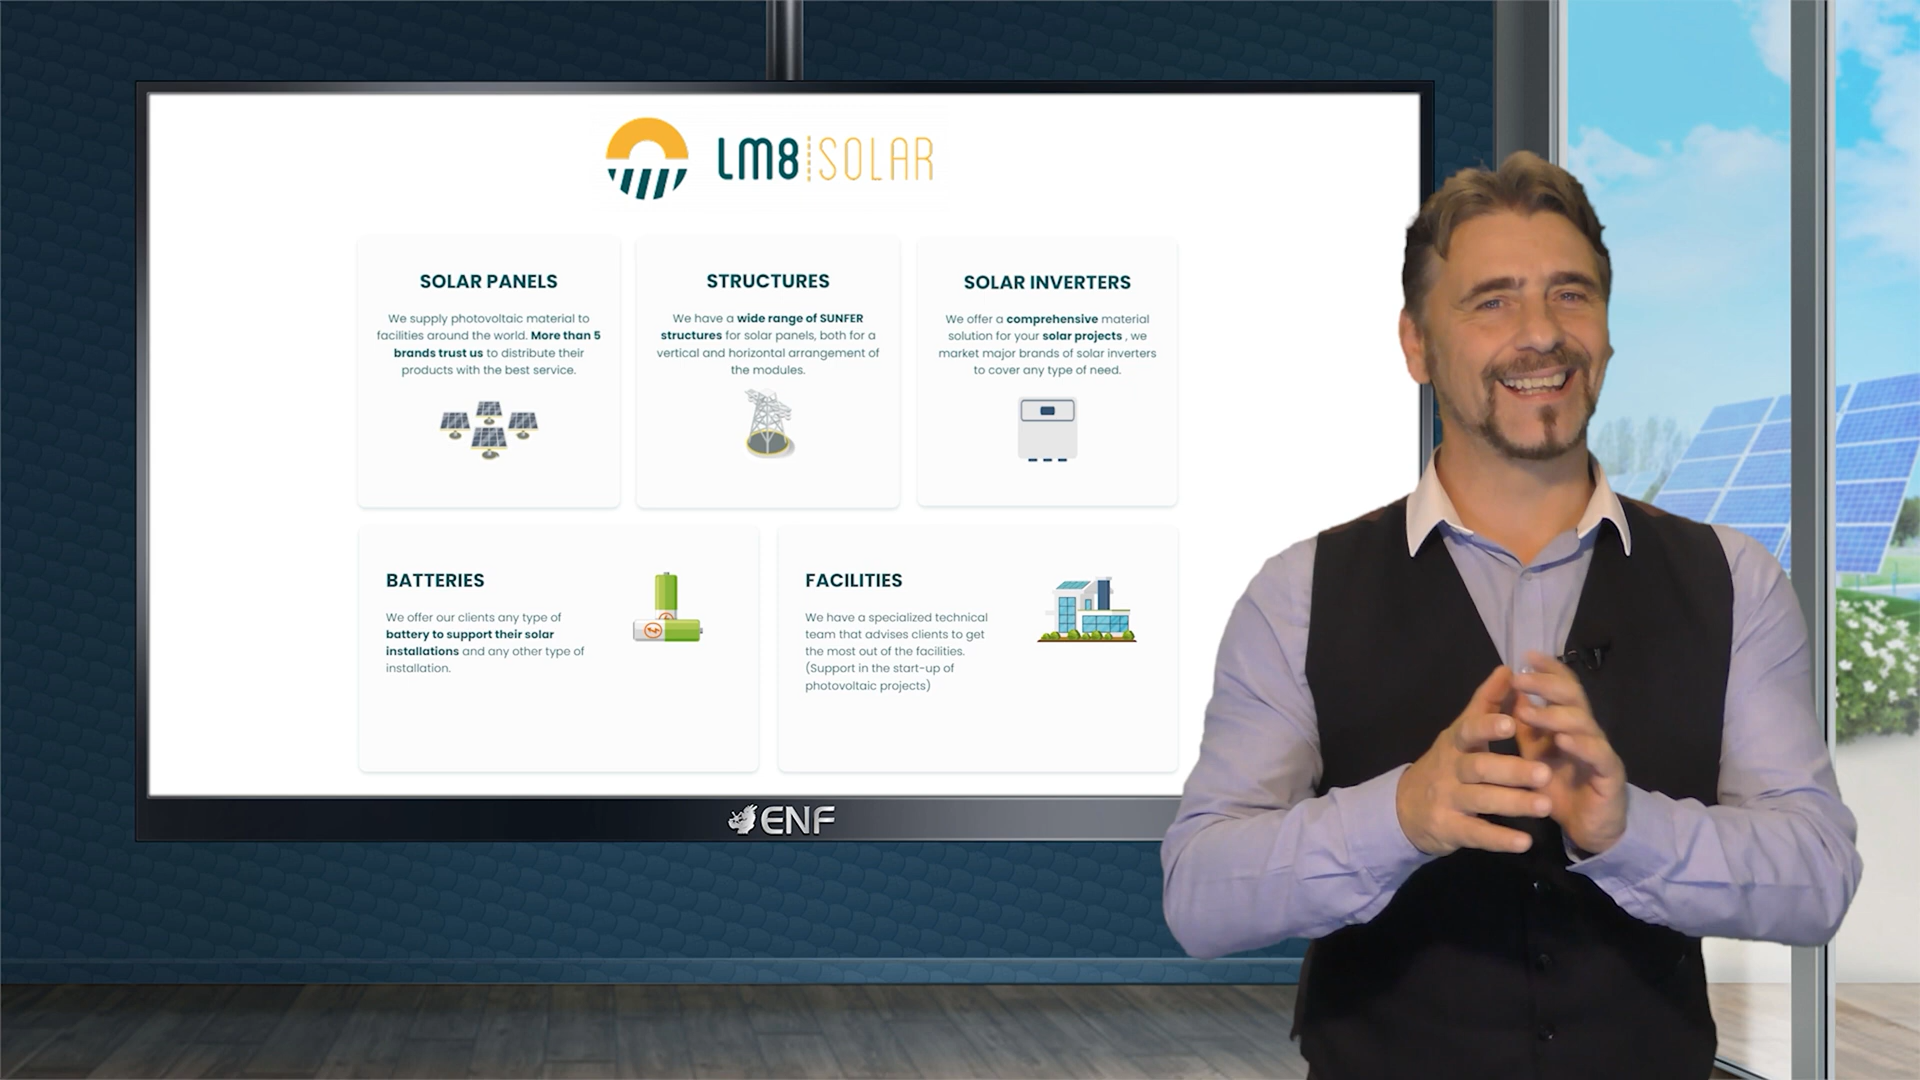 LM8 SOLAR
SOLAR PANELS
We supply photovoltaic material to
facilities around the world. More than 5
brands trust us to distribute their
products with the best service.
STRUCTURES
We have a wide range of SUNFER
structures for solar panels, both for a
vertical and horizontal arrangement of
the modules.
SOLAR INVERTERS
We offer a comprehensive material
solution for your solar projects , we
market major brands of solar inverters
to cover any type of need.
BATTERIES
We offer our clients any type of
battery to support their solar
installations and any other type of
installation.
FACILITIES
We have a specialized technical
team that advises clients to get
the most out of the facilities.
(Support in the start-up of
photovoltaic projects)
ENF